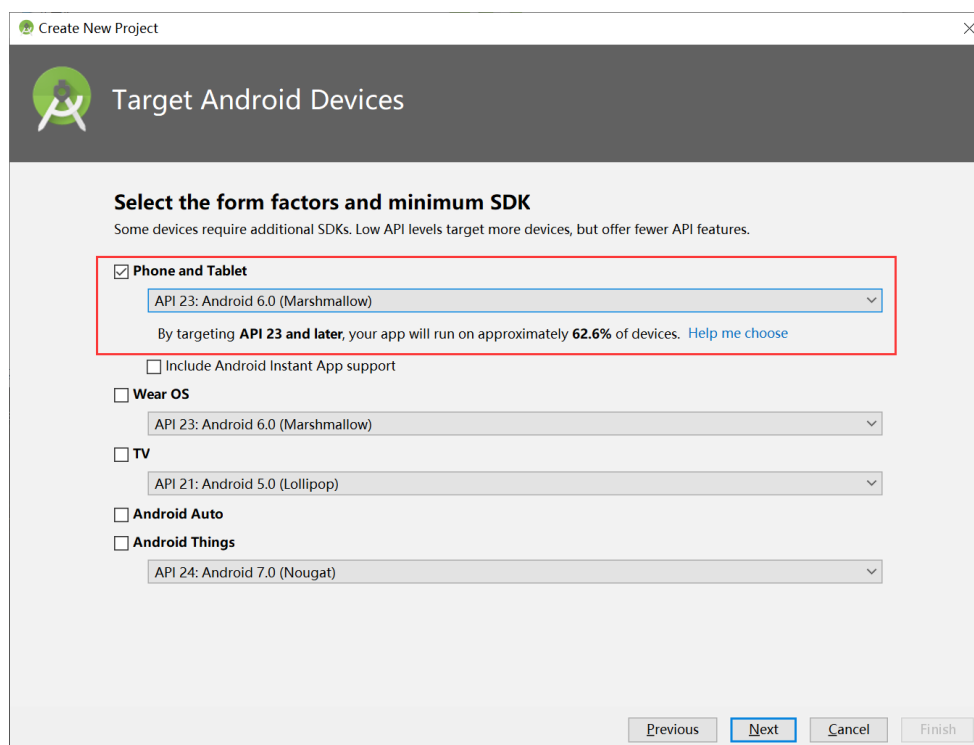 Create New Project
Target Android Devices
Select the form factors and minimum SDK
Some devices require additional SDKs. Low API levels target more devices, but offer fewer API features.
Phone and Tablet
API 23: Android 6.0 (Marshmallow)
By targeting API 23 and later, your app will run on approximately 62.6% of devices. Help me choose
Include Android Instant App support
Wear OS
API 23: Android 6.0 (Marshmallow)
TV
API 21: Android 5.0 (Lollipop)
Android Auto
Android Things
API 24: Android 7.0 (Nougat)
Previous Next Cancel Finish